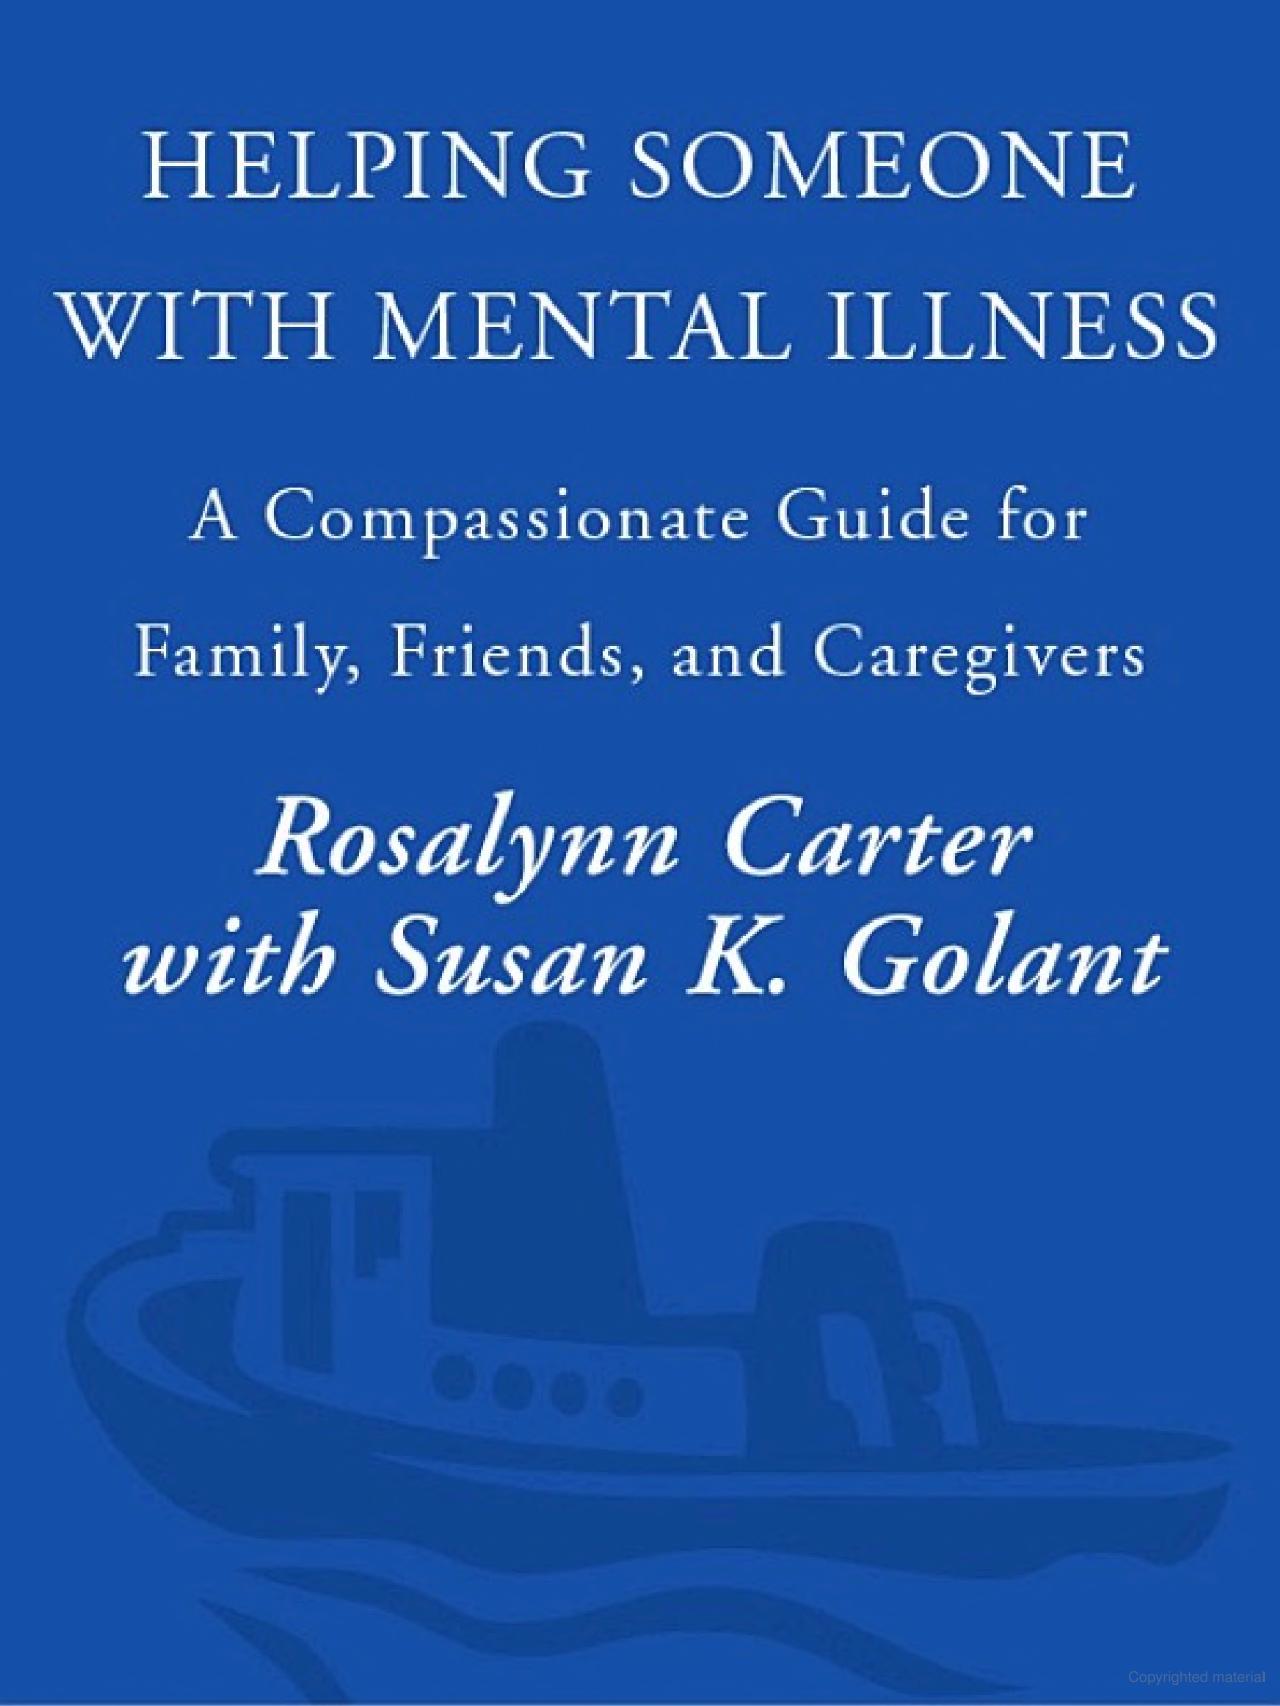 HELPING SOMEONE
WITH MENTAL ILLNESS
A Compassionate Guide for
Family, Friends, and Caregivers
Rosalynn Carter
with Susan K. Golant
Copyrighted material